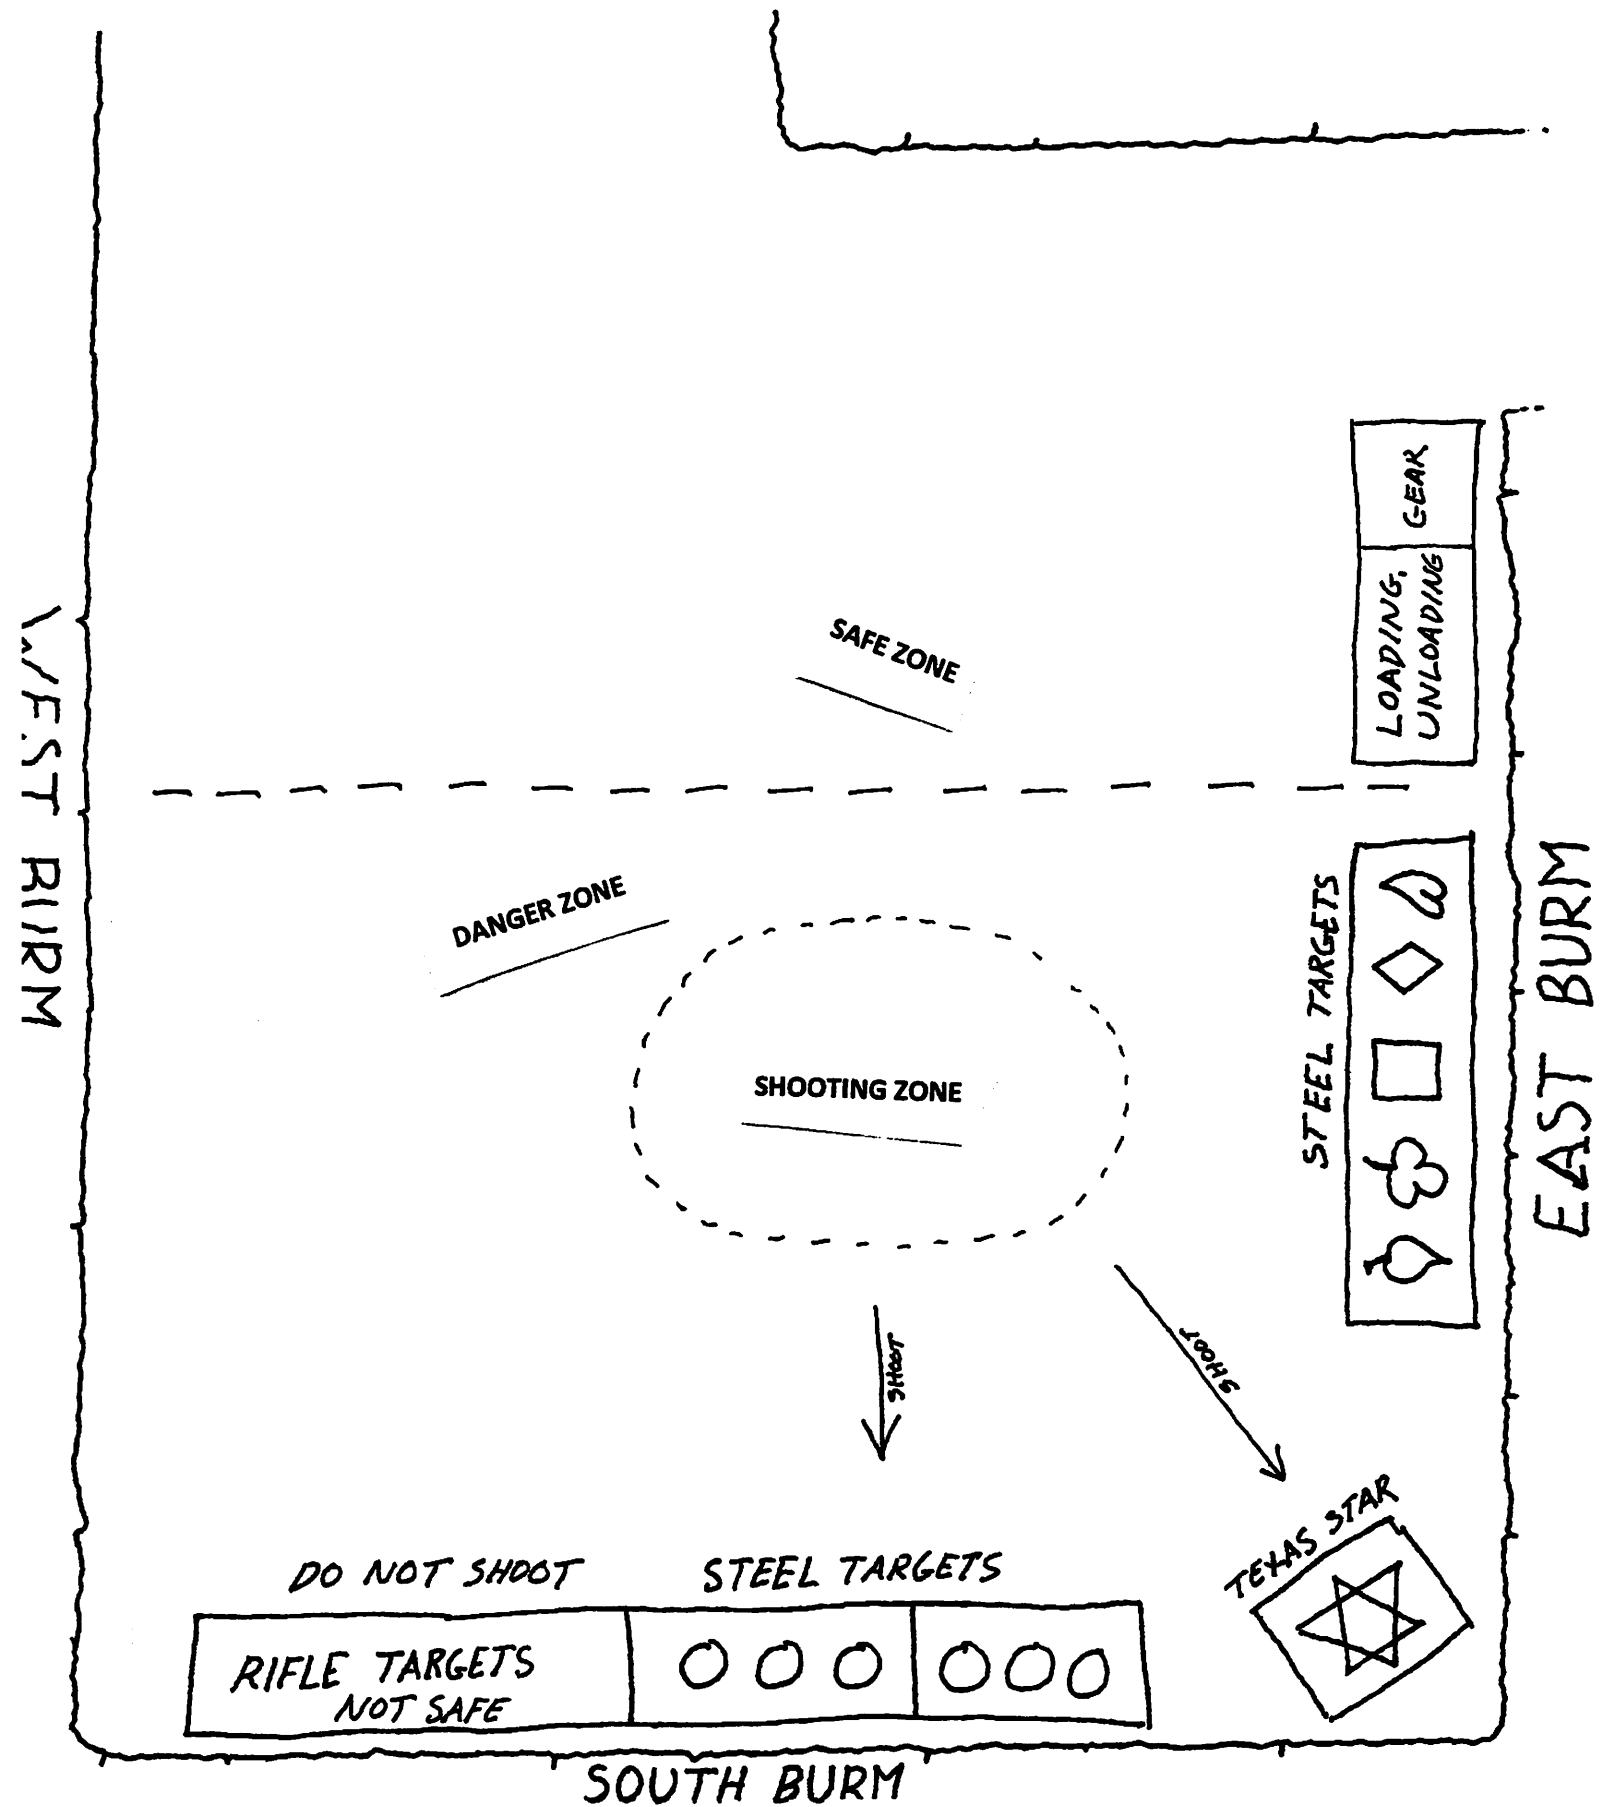 GEAR
LOADING,
UNLOADING
SAFE ZONE
WEST BURM
DANGER ZONE
STEEL TARGETS
EAST BURM
SHOOTING ZONE
SHOOT
SHOOT
TEXAS STAR
DO NOT SHOOT
STEEL TARGETS
RIFLE TARGETS
NOT SAFE
SOUTH BURM